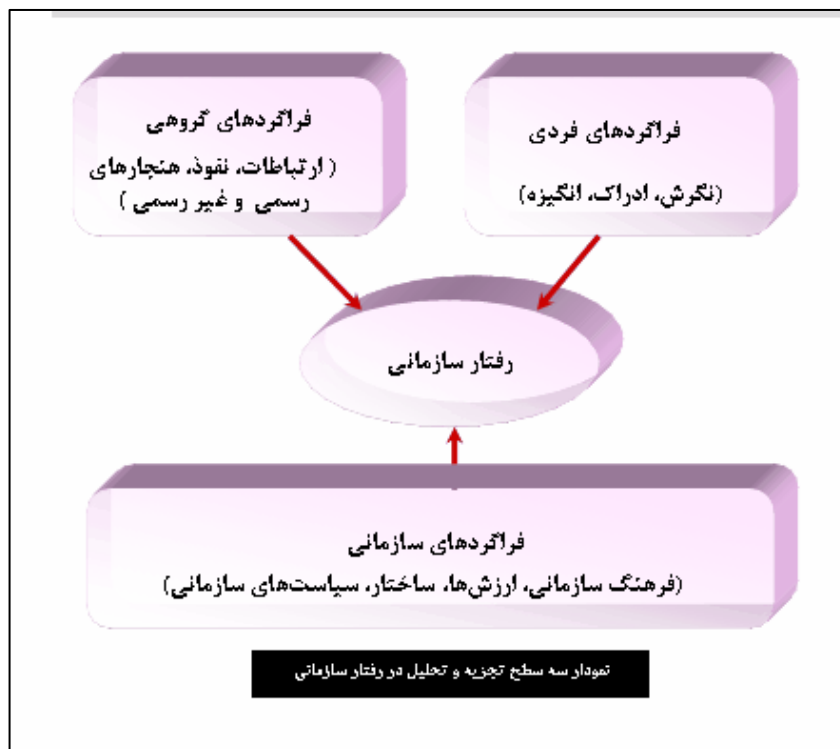 فراگردهای فردی
(نگرش، ادراک، انگیزه)
فراگردهای گروهی
( ارتباطات، نفوذ، هنجارهای
رسمی و غیر رسمی )
رفتار سازمانی
فراگردهای سازمانی
(فرهنگ سازمانی، ارزش‌ها، ساختار، سیاست‌های سازمانی)
نمودار سه سطح تجزیه و تحلیل در رفتار سازمانی